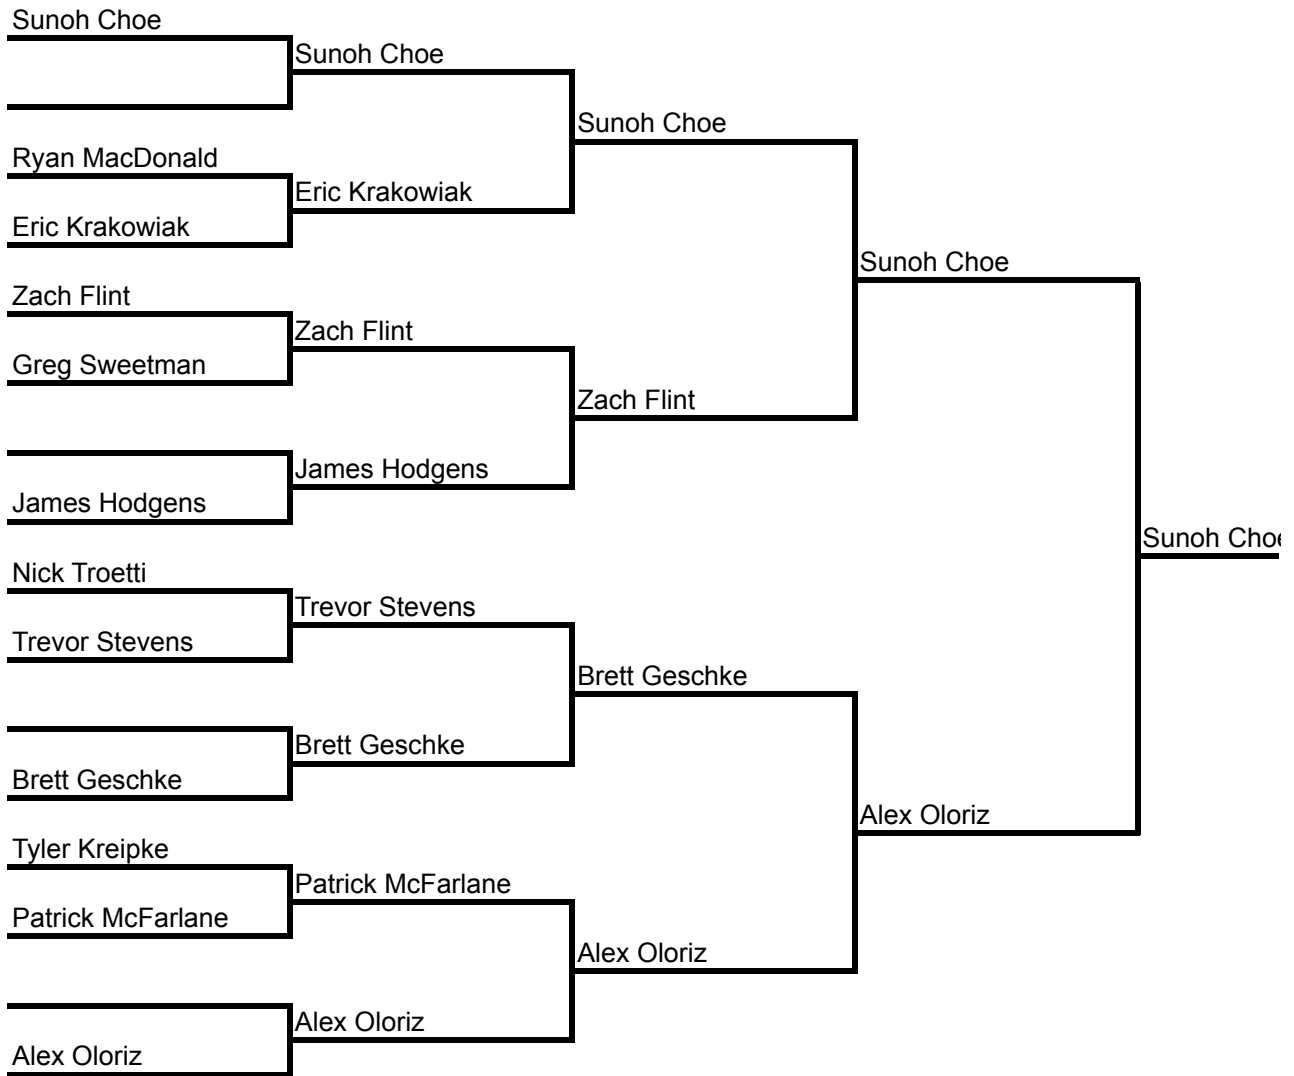 Sunoh Choe
Sunoh Choe
Sunoh Choe
Ryan MacDonald
Eric Krakowiak
Eric Krakowiak
Sunoh Choe
Zach Flint
Zach Flint
Greg Sweetman
Zach Flint
James Hodgens
James Hodgens
Sunoh Choe
Nick Troetti
Trevor Stevens
Trevor Stevens
Brett Geschke
Brett Geschke
Brett Geschke
Alex Oloriz
Tyler Kreipke
Patrick McFarlane
Patrick McFarlane
Alex Oloriz
Alex Oloriz
Alex Oloriz